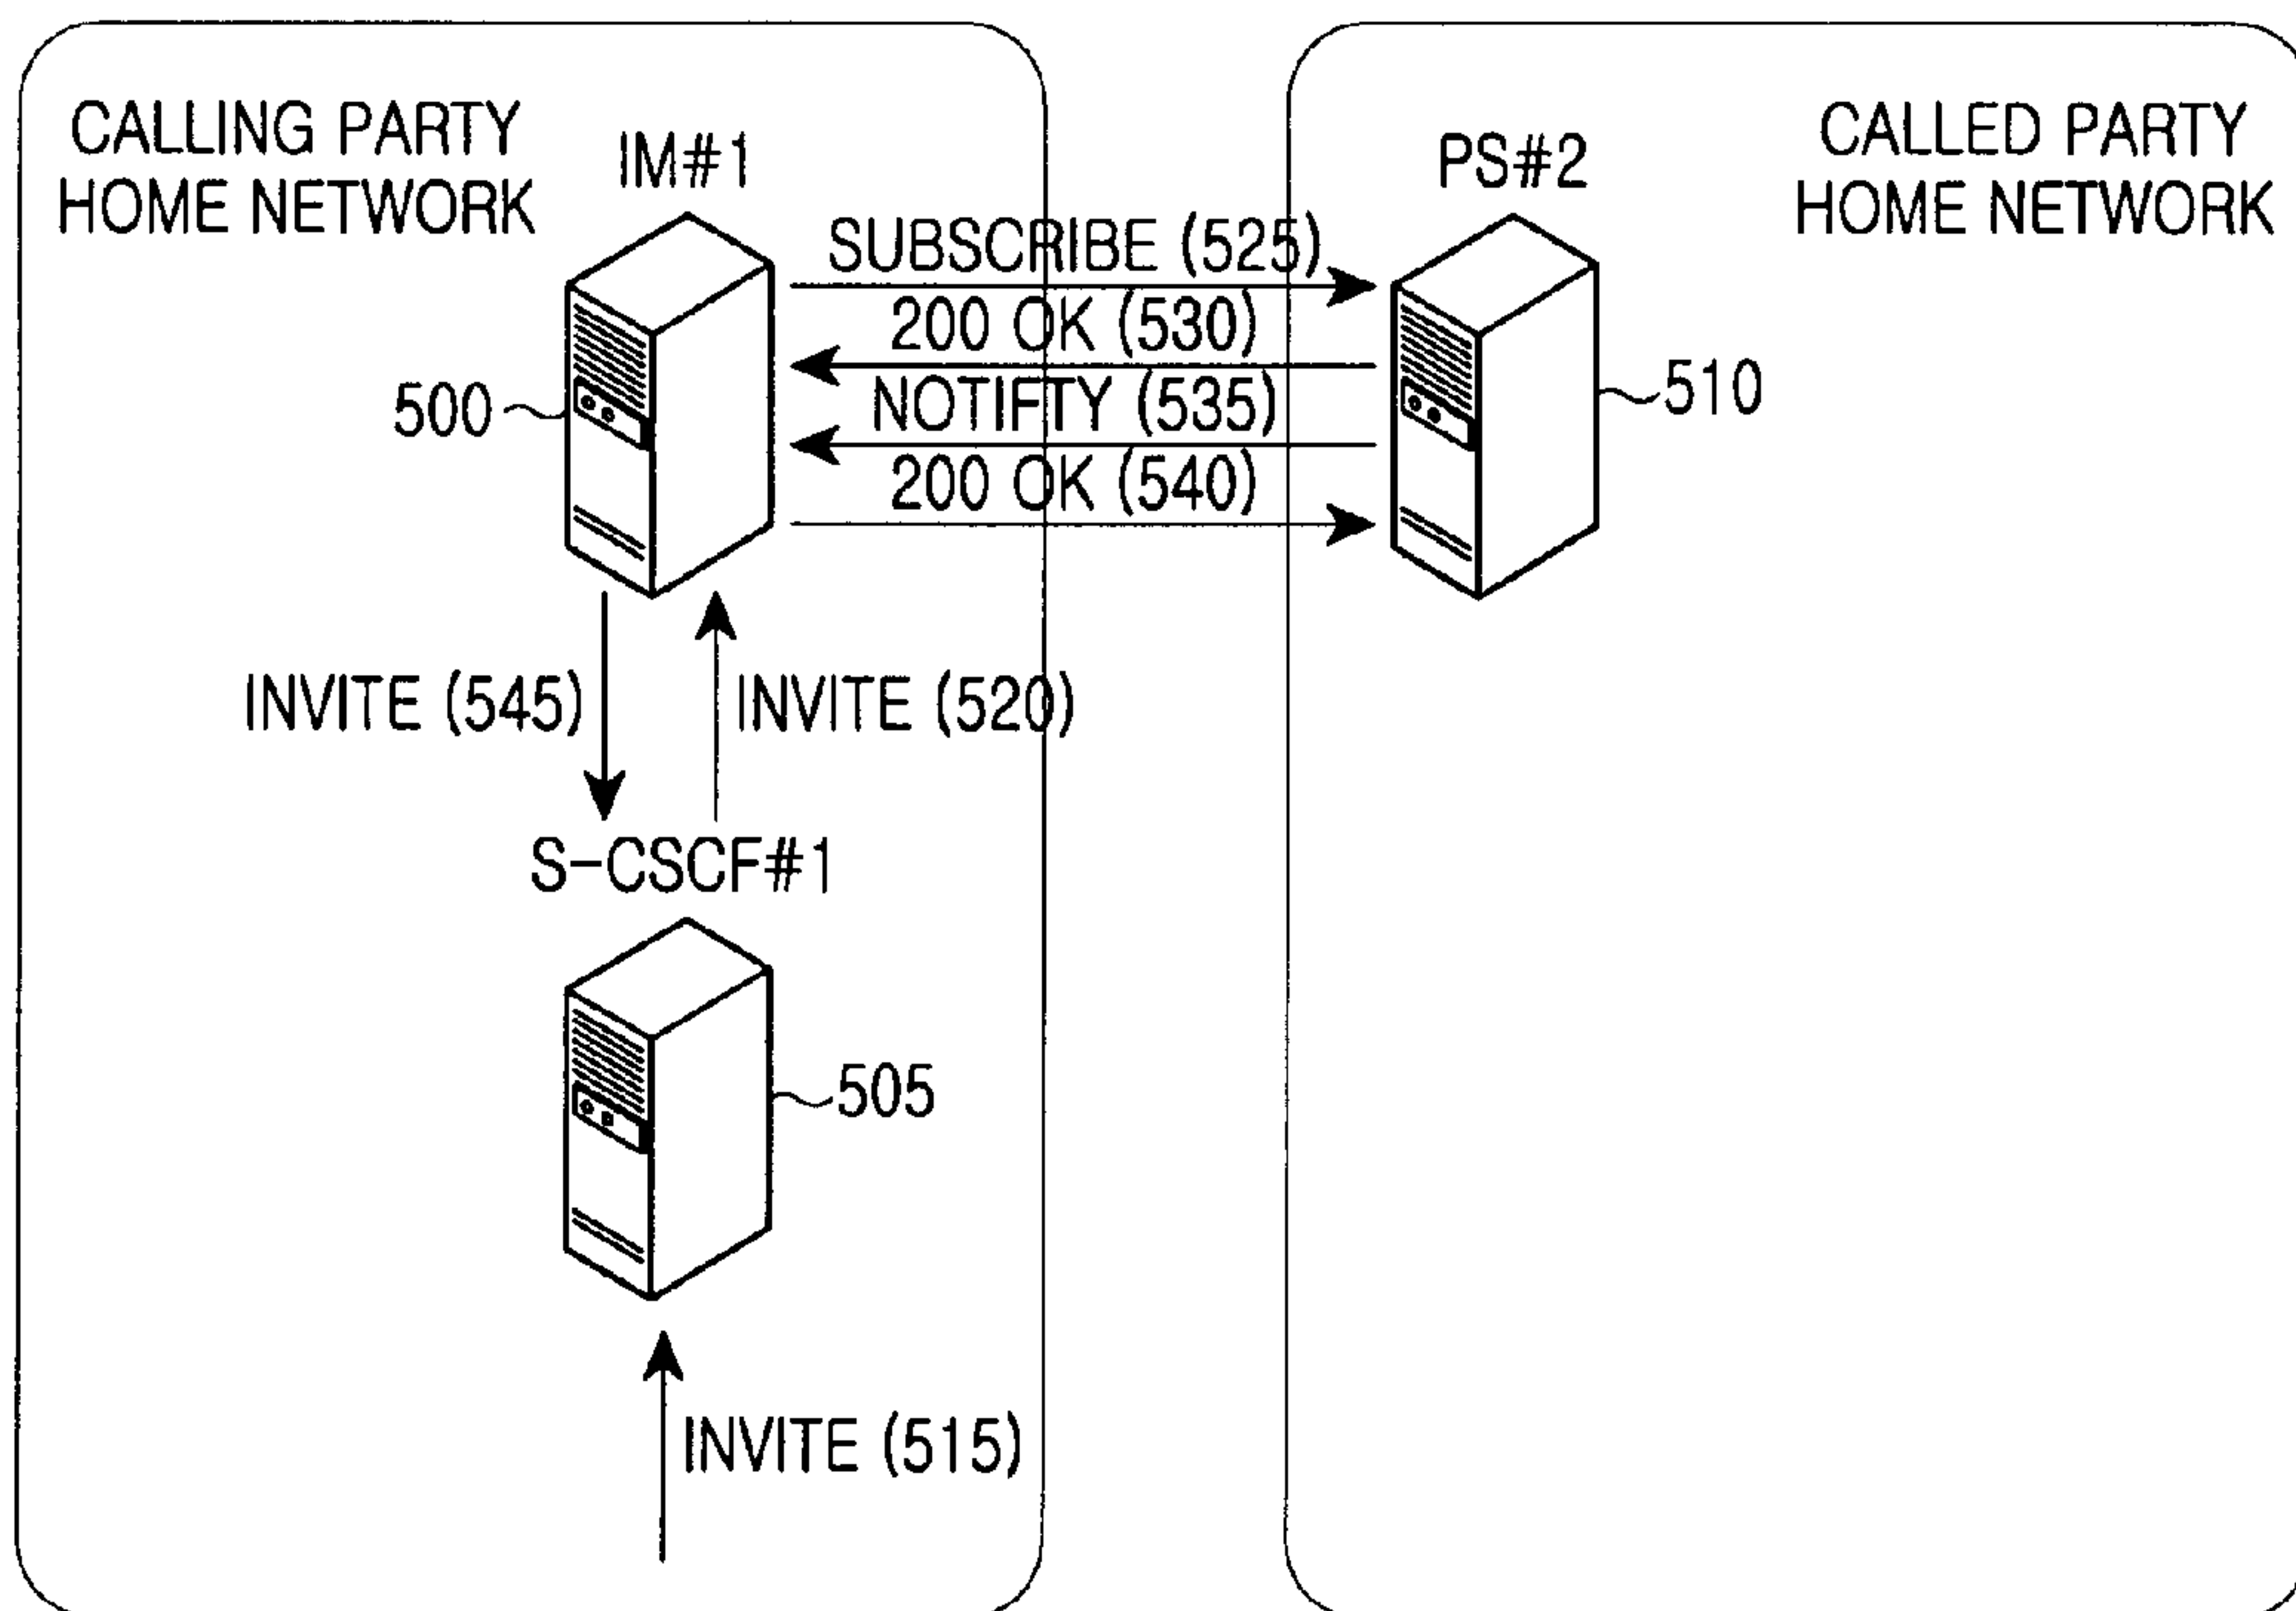 CALLING PARTY
HOME NETWORK
IM#1
PS#2
CALLED PARTY
HOME NETWORK
SUBSCRIBE (525)
200 OK (530)
NOTIFTY (535)
200 OK (540)
500
510
INVITE (545)
INVITE (520)
S-CSCF#1
505
INVITE (515)